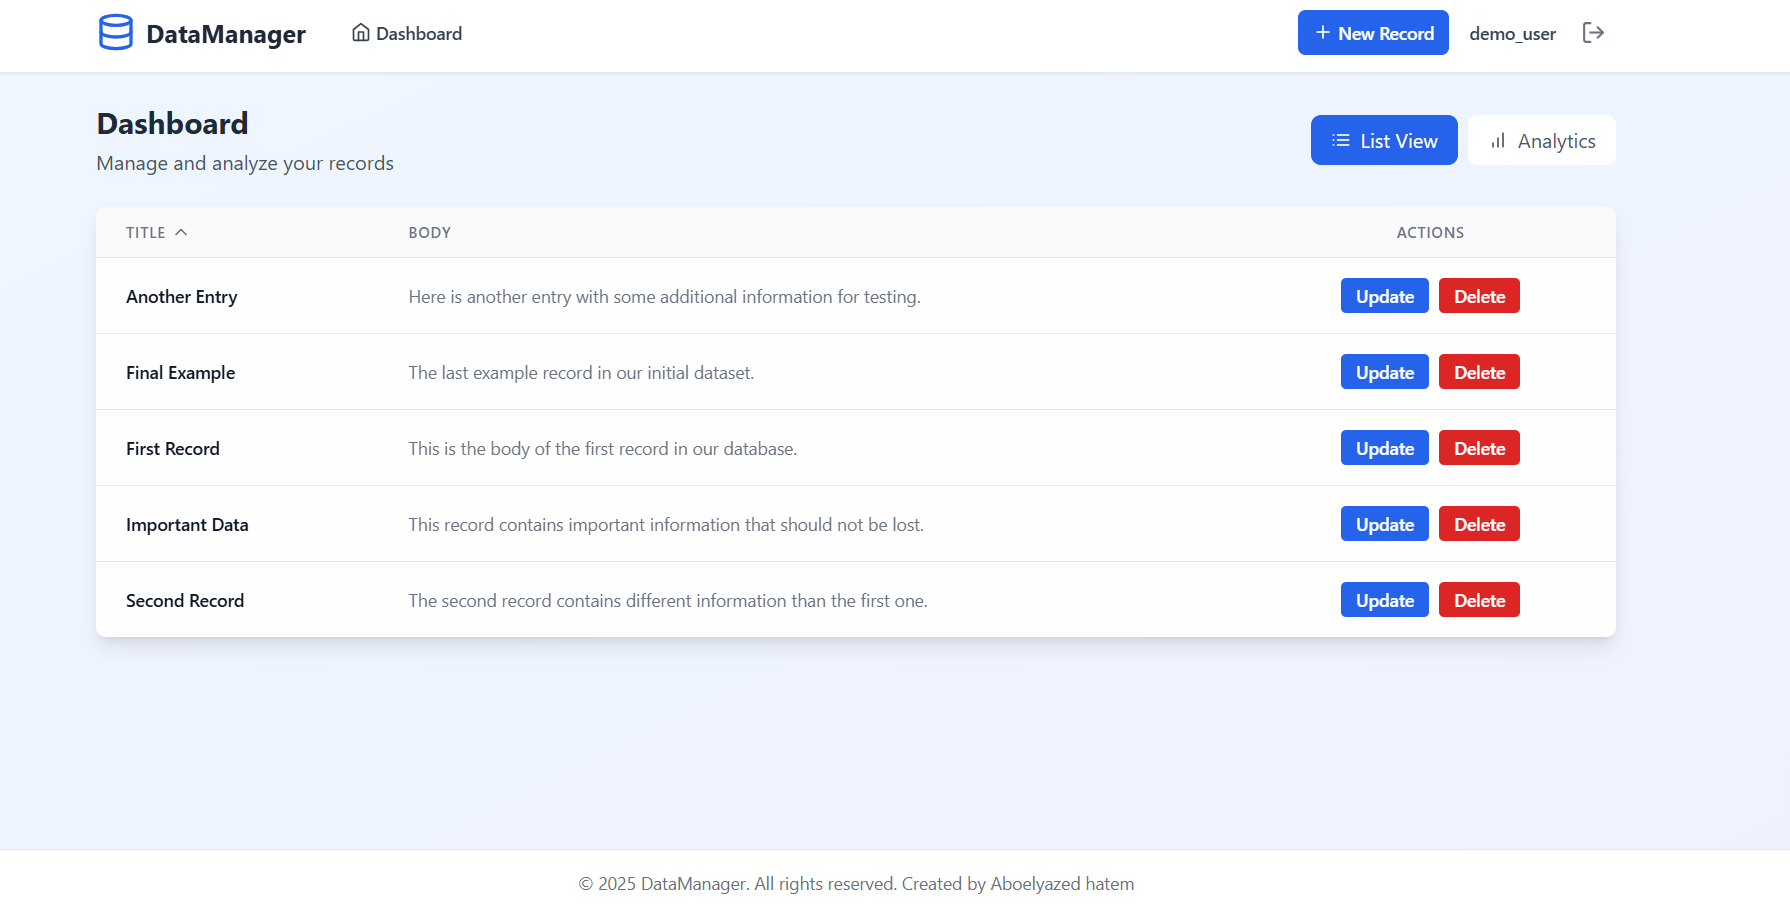 DataManager Dashboard New Record demo_user
Dashboard
Manage and analyze your records
List View Analytics
TITLE BODY ACTIONS
Another Entry Here is another entry with some additional information for testing. Update Delete
Final Example The last example record in our initial dataset. Update Delete
First Record This is the body of the first record in our database. Update Delete
Important Data This record contains important information that should not be lost. Update Delete
Second Record The second record contains different information than the first one. Update Delete
© 2025 DataManager. All rights reserved. Created by Aboelyazed hatem